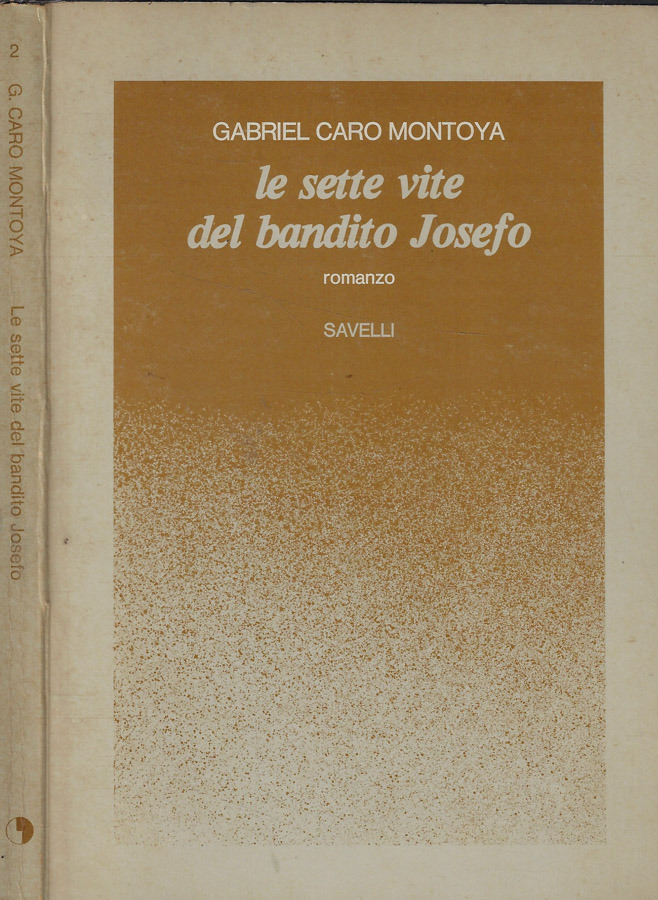 2 G. CARO MONTOYA Le sette vite del bandito Josefo
GABRIEL CARO MONTOYA
le sette vite
del bandito Josefo
romanzo
SAVELLI